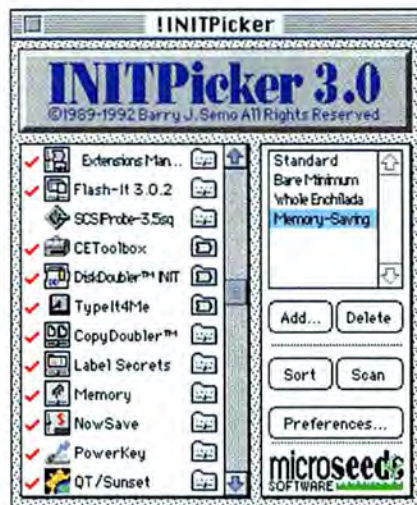 !INITPicker
INITPicker 3.0
©1989-1992 Barry J. Semo All Rights Reserved
Extensions Man...
Flash-It 3.0.2
SCSIProbe-3.5sq
CEToolbox
DiskDoubler™ INIT
TypeIt4Me
CopyDoubler™
Label Secrets
Memory
NowSave
PowerKey
QT/Sunset
Standard
Bare Minimum
Whole Enchilada
Memory-Saving
Add...
Delete
Sort
Scan
Preferences...
microseeds
SOFTWARE